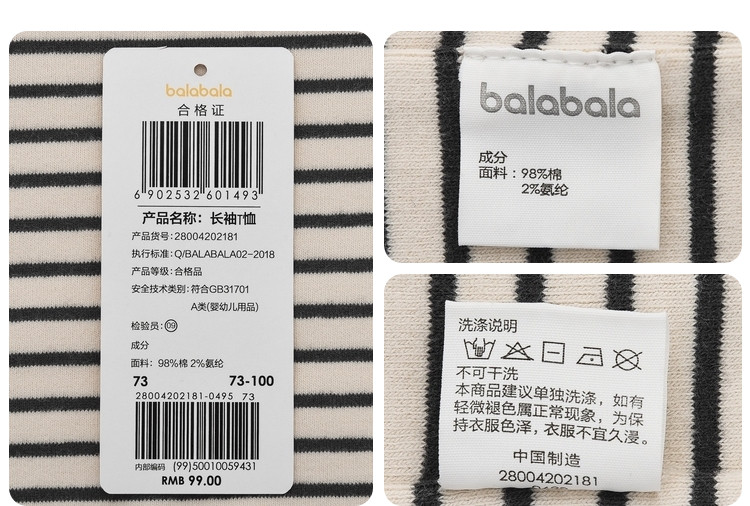 balabala
合格证
6 902532 601493
产品名称：长袖T恤
产品货号：28004202181
执行标准：Q/BALABALA02-2018
产品等级：合格品
安全技术类别：符合GB31701
A类(婴幼儿用品)
检验员：09
成分
面料：98%棉 2%氨纶
73 73-100
28004202181-0495 73
内部编码 (99)50010059431
RMB 99.00
balabala
成分
面料：98%棉
2%氨纶
洗涤说明
不可干洗
本商品建议单独洗涤，如有
轻微褪色属正常现象，为保
持衣服色泽，衣服不宜久浸。
中国制造
28004202181